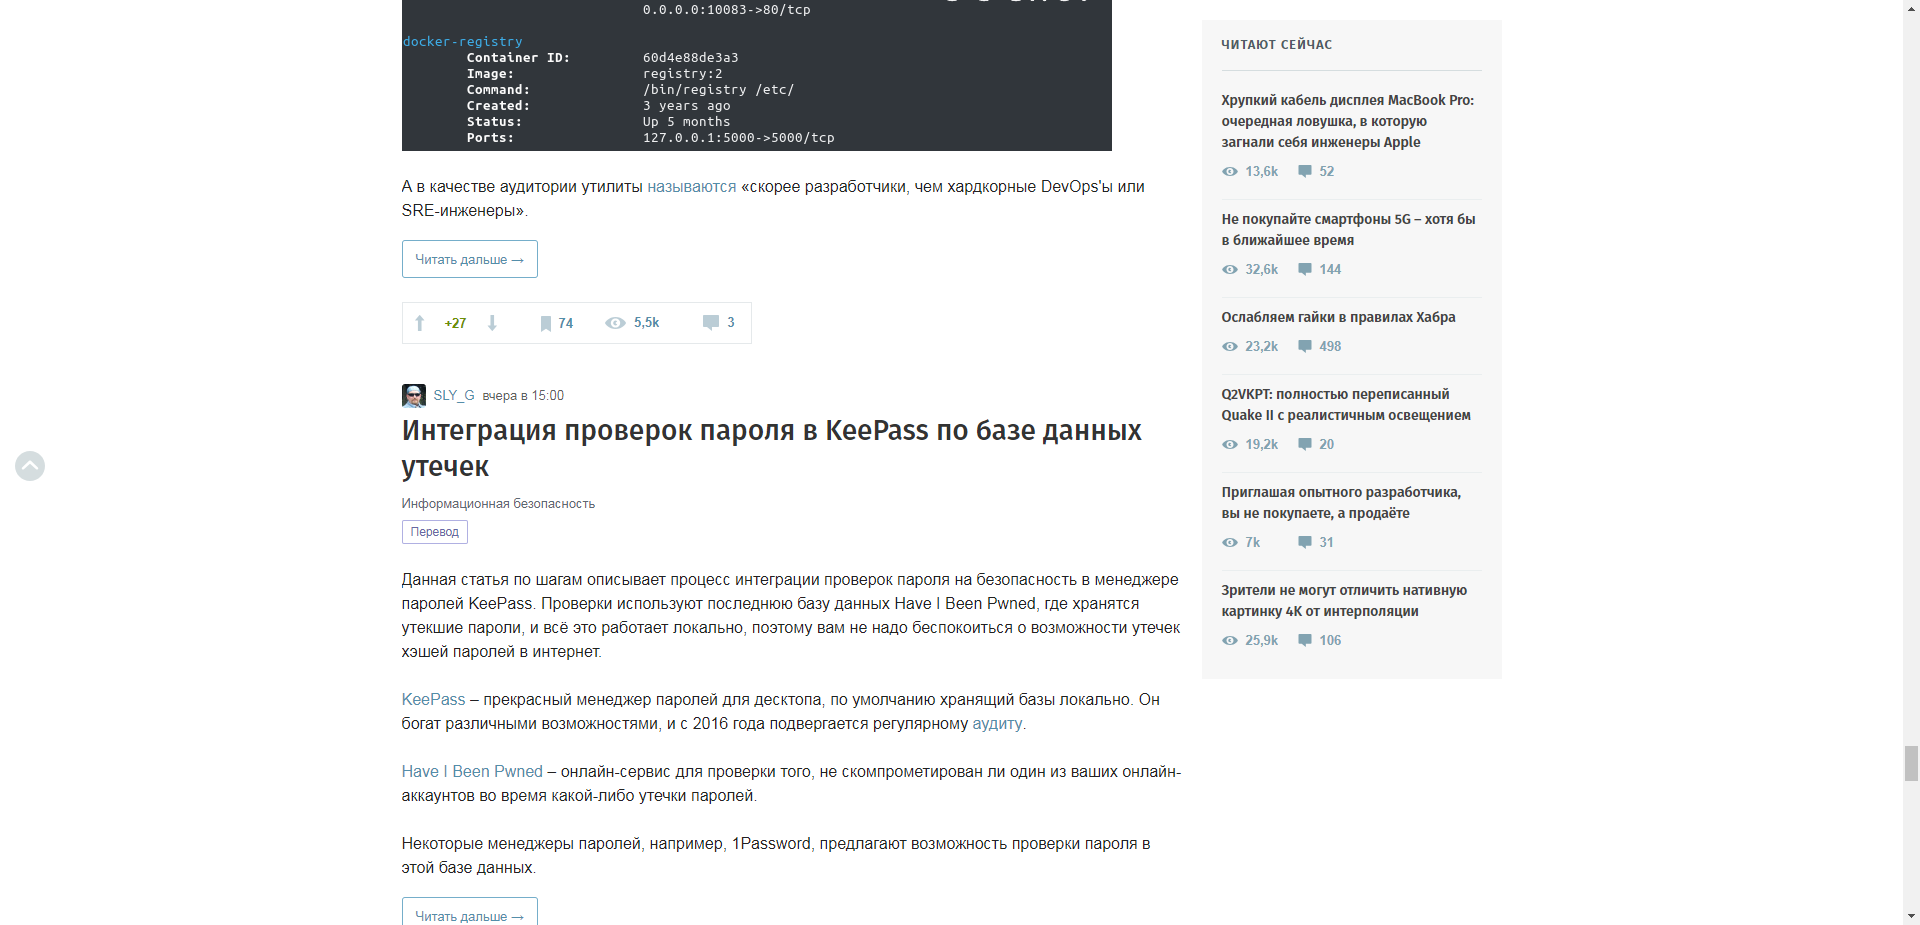 0.0.0.0:10083->80/tcp
docker-registry
Container ID: 60d4e88de3a3
Image: registry:2
Command: /bin/registry /etc/
Created: 3 years ago
Status: Up 5 months
Ports: 127.0.0.1:5000->5000/tcp
А в качестве аудитории утилиты называются «скорее разработчики, чем хардкорные DevOps'ы или
SRE-инженеры».
Читать дальше →
+27 74 5,5k 3
SLY_G вчера в 15:00
Интеграция проверок пароля в KeePass по базе данных
утечек
Информационная безопасность
Перевод
Данная статья по шагам описывает процесс интеграции проверок пароля на безопасность в менеджере
паролей KeePass. Проверки используют последнюю базу данных Have I Been Pwned, где хранятся
утекшие пароли, и всё это работает локально, поэтому вам не надо беспокоиться о возможности утечек
хэшей паролей в интернет.
KeePass – прекрасный менеджер паролей для десктопа, по умолчанию хранящий базы локально. Он
богат различными возможностями, и с 2016 года подвергается регулярному аудиту.
Have I Been Pwned – онлайн-сервис для проверки того, не скомпрометирован ли один из ваших онлайн-
аккаунтов во время какой-либо утечки паролей.
Некоторые менеджеры паролей, например, 1Password, предлагают возможность проверки пароля в
этой базе данных.
Читать дальше →
ЧИТАЮТ СЕЙЧАС
Хрупкий кабель дисплея MacBook Pro:
очередная ловушка, в которую
загнали себя инженеры Apple
13,6k 52
Не покупайте смартфоны 5G – хотя бы
в ближайшее время
32,6k 144
Ослабляем гайки в правилах Хабра
23,2k 498
Q2VKPT: полностью переписанный
Quake II с реалистичным освещением
19,2k 20
Приглашая опытного разработчика,
вы не покупаете, а продаёте
7k 31
Зрители не могут отличить нативную
картинку 4K от интерполяции
25,9k 106